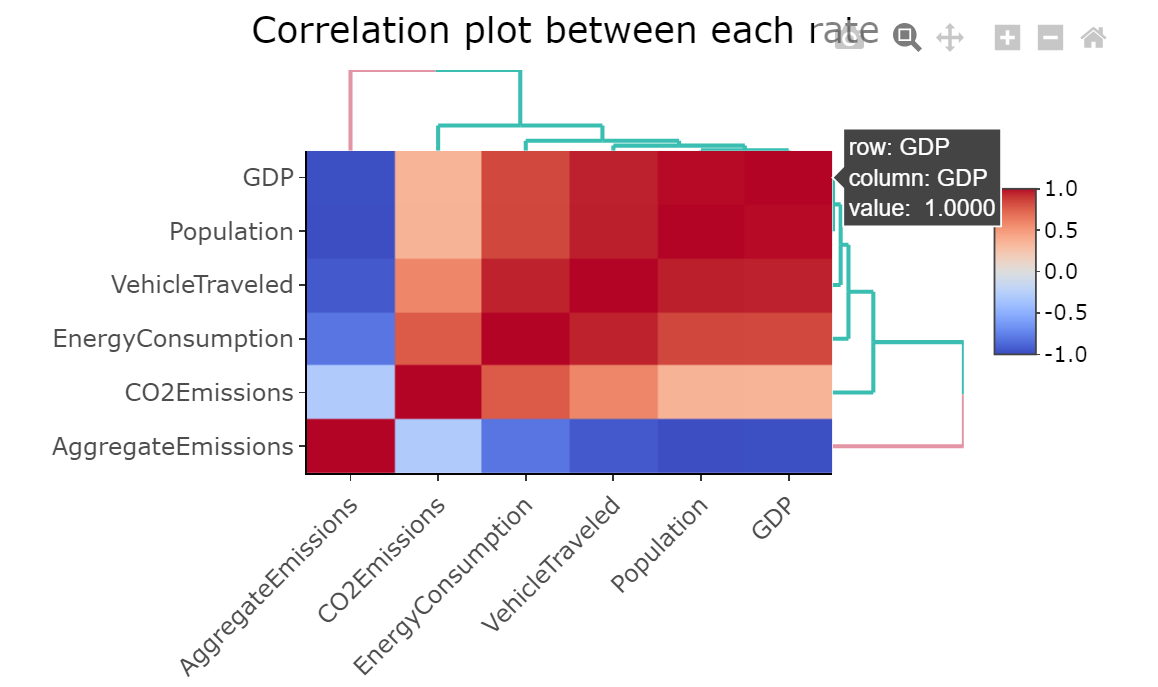 Correlation plot between each rate
row: GDP
column: GDP
value: 1.0000
GDP
Population
VehicleTraveled
EnergyConsumption
CO2Emissions
AggregateEmissions
1.0
0.5
0.0
-0.5
-1.0
AggregateEmissions
CO2Emissions
EnergyConsumption
VehicleTraveled
Population
GDP